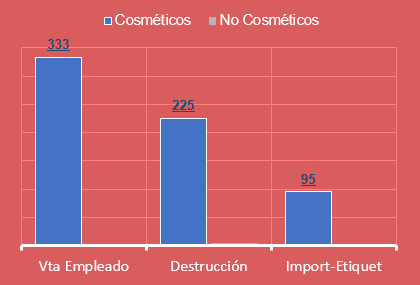 Cosméticos No Cosméticos
333
225
95
Vta Empleado Destrucción Import-Etiquet